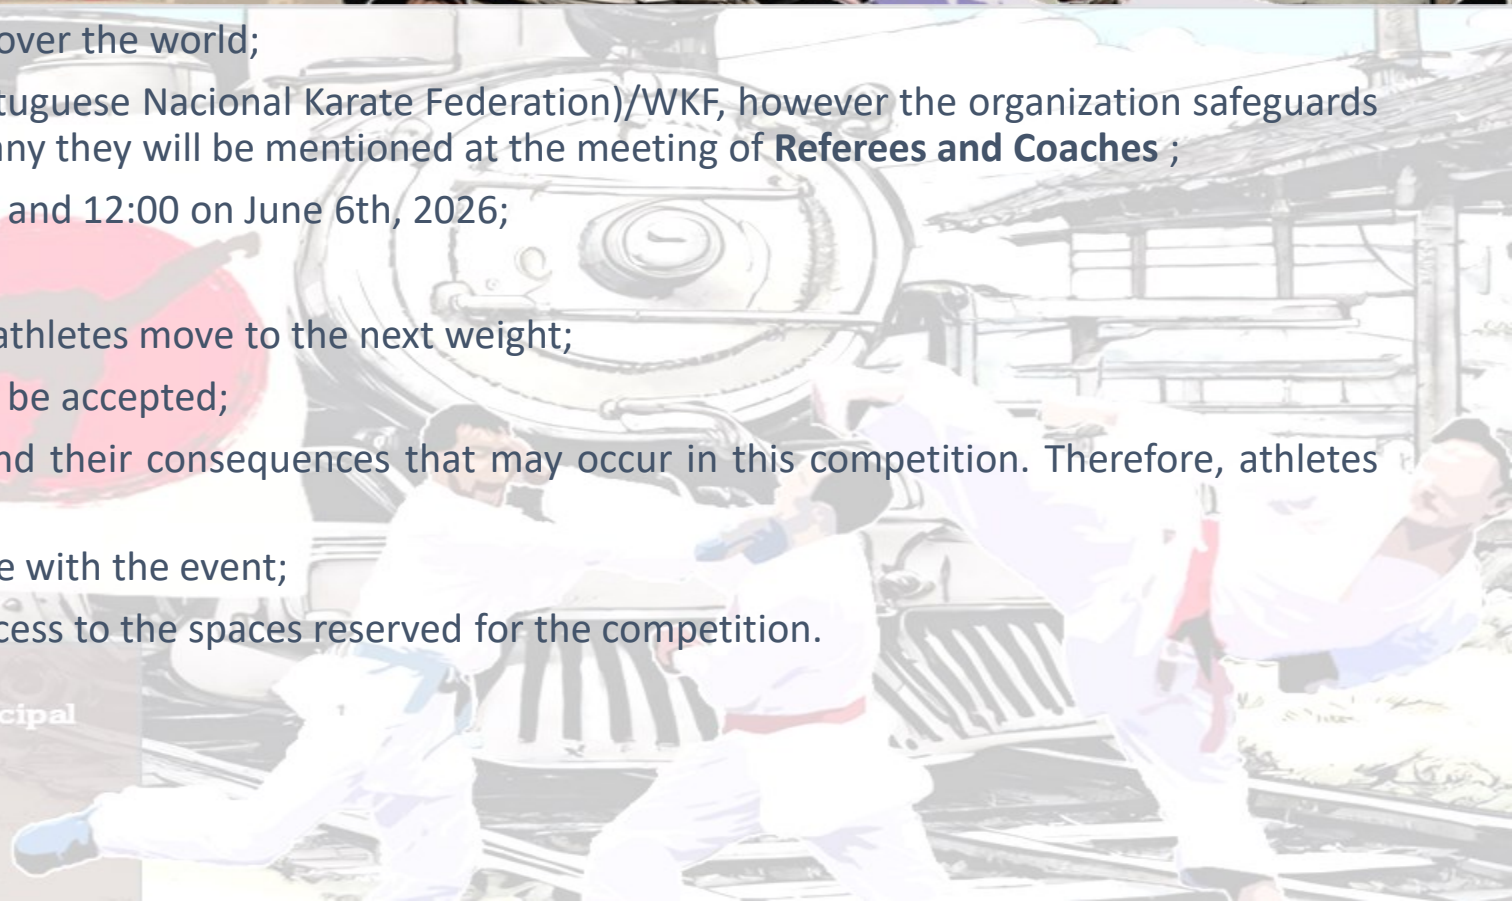 over the world;
tuguese Nacional Karate Federation)/WKF, however the organization safeguards
any they will be mentioned at the meeting of Referees and Coaches ;
and 12:00 on June 6th, 2026;
athletes move to the next weight;
be accepted;
nd their consequences that may occur in this competition. Therefore, athletes
e with the event;
cess to the spaces reserved for the competition.
cipal